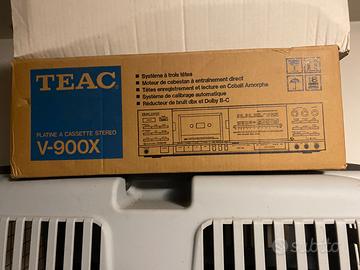 TEAC
PLATINE A CASSETTE STEREO
V-900X
■ Système à trois têtes
■ Moteur de cabestan à entraînement direct
■ Têtes enregistrement et lecture en Cobalt Amorphe
■ Système de calibrage automatique
■ Réducteur de bruit dbx et Dolby B-C
subito